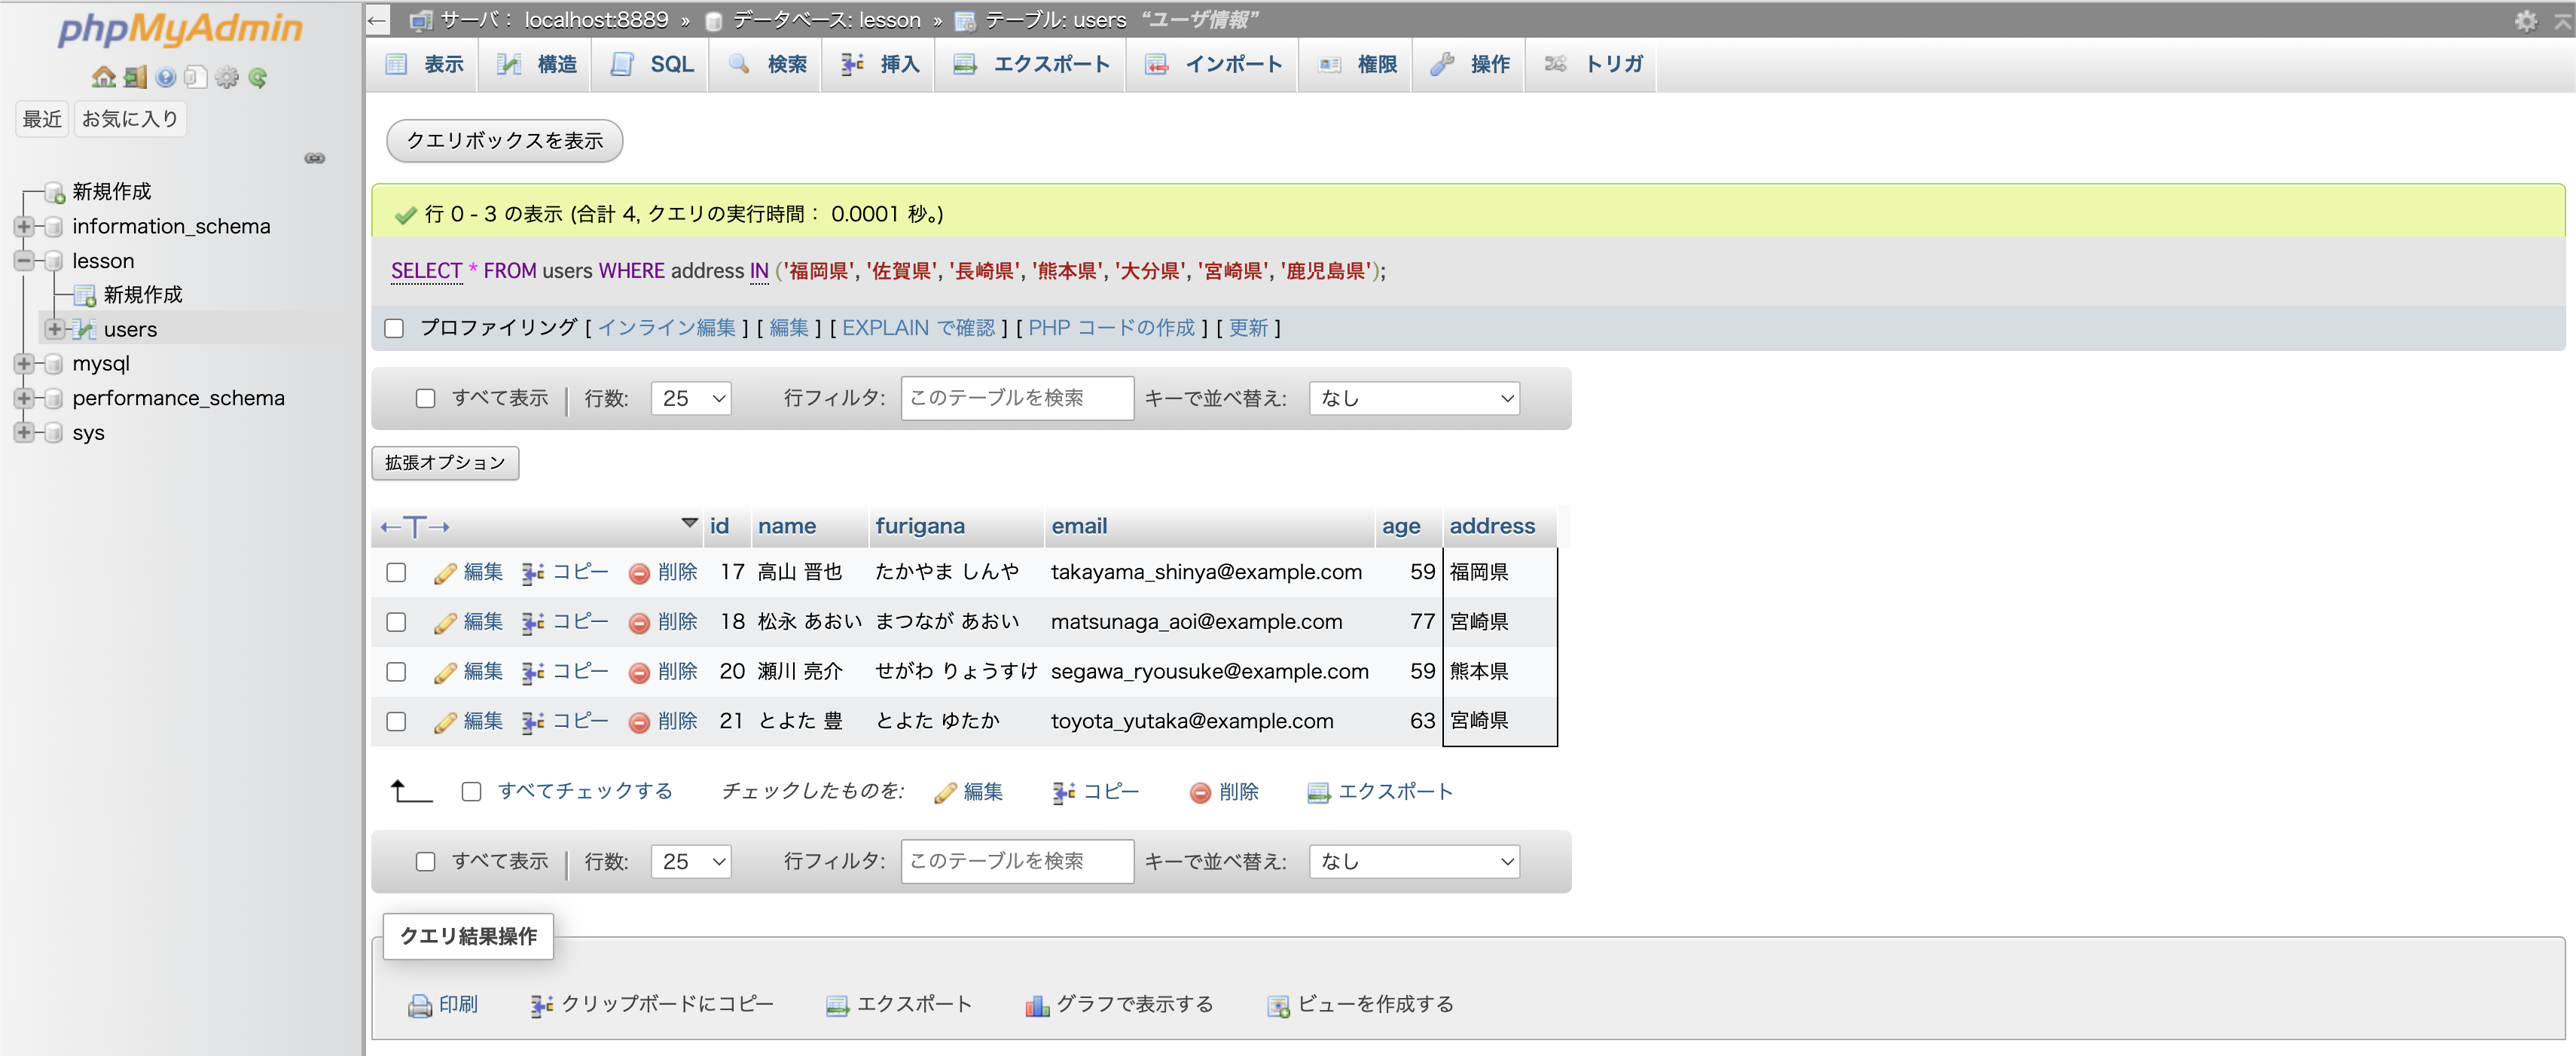 phpMyAdmin
最近 お気に入り
新規作成
information_schema
lesson
新規作成
users
mysql
performance_schema
sys
← サーバ： localhost:8889 » データベース: lesson » テーブル: users “ユーザ情報”
表示 構造 SQL 検索 挿入 エクスポート インポート 権限 操作 トリガ
クエリボックスを表示
行 0 - 3 の表示 (合計 4, クエリの実行時間： 0.0001 秒。)
SELECT * FROM users WHERE address IN ('福岡県', '佐賀県', '長崎県', '熊本県', '大分県', '宮崎県', '鹿児島県');
プロファイリング [ インライン編集 ] [ 編集 ] [ EXPLAIN で確認 ] [ PHP コードの作成 ] [ 更新 ]
すべて表示 | 行数: 25 行フィルタ: このテーブルを検索 キーで並べ替え: なし
拡張オプション
←T→ id name furigana email age address
編集 コピー 削除 17 高山 晋也 たかやま しんや takayama_shinya@example.com 59 福岡県
編集 コピー 削除 18 松永 あおい まつなが あおい matsunaga_aoi@example.com 77 宮崎県
編集 コピー 削除 20 瀬川 亮介 せがわ りょうすけ segawa_ryousuke@example.com 59 熊本県
編集 コピー 削除 21 とよた 豊 とよた ゆたか toyota_yutaka@example.com 63 宮崎県
すべてチェックする チェックしたものを: 編集 コピー 削除 エクスポート
すべて表示 | 行数: 25 行フィルタ: このテーブルを検索 キーで並べ替え: なし
クエリ結果操作
印刷 クリップボードにコピー エクスポート グラフで表示する ビューを作成する